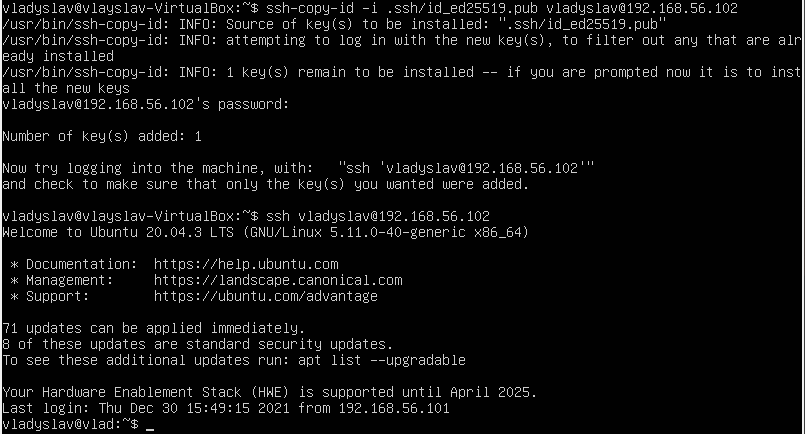 vladyslav@vlayslav-VirtualBox:~$ ssh-copy-id -i .ssh/id_ed25519.pub vladyslav@192.168.56.102
/usr/bin/ssh-copy-id: INFO: Source of key(s) to be installed: ".ssh/id_ed25519.pub"
/usr/bin/ssh-copy-id: INFO: attempting to log in with the new key(s), to filter out any that are alr
eady installed
/usr/bin/ssh-copy-id: INFO: 1 key(s) remain to be installed -- if you are prompted now it is to inst
all the new keys
vladyslav@192.168.56.102's password:
Number of key(s) added: 1
Now try logging into the machine, with:   "ssh 'vladyslav@192.168.56.102'"
and check to make sure that only the key(s) you wanted were added.
vladyslav@vlayslav-VirtualBox:~$ ssh vladyslav@192.168.56.102
Welcome to Ubuntu 20.04.3 LTS (GNU/Linux 5.11.0-40-generic x86_64)
 * Documentation:  https://help.ubuntu.com
 * Management:     https://landscape.canonical.com
 * Support:        https://ubuntu.com/advantage
71 updates can be applied immediately.
8 of these updates are standard security updates.
To see these additional updates run: apt list --upgradable
Your Hardware Enablement Stack (HWE) is supported until April 2025.
Last login: Thu Dec 30 15:49:15 2021 from 192.168.56.101
vladyslav@vlad:~$ _